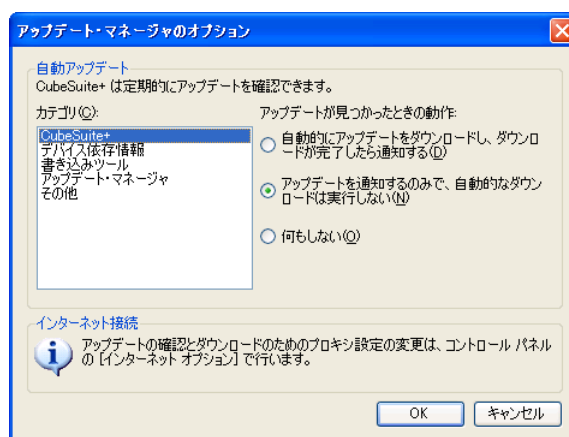 アップデート・マネージャのオプション
自動アップデート
CubeSuite+ は定期的にアップデートを確認できます。
カテゴリ(C):
CubeSuite+
デバイス依存情報
書き込みツール
アップデート・マネージャ
その他
アップデートが見つかったときの動作:
自動的にアップデートをダウンロードし、ダウンロ
ードが完了したら通知する(D)
アップデートを通知するのみで、自動的なダウン
ロードは実行しない(N)
何もしない(O)
インターネット接続
アップデートの確認とダウンロードのためのプロキシ設定の変更は、コントロール パネル
の [インターネット オプション] で行います。
OK
キャンセル